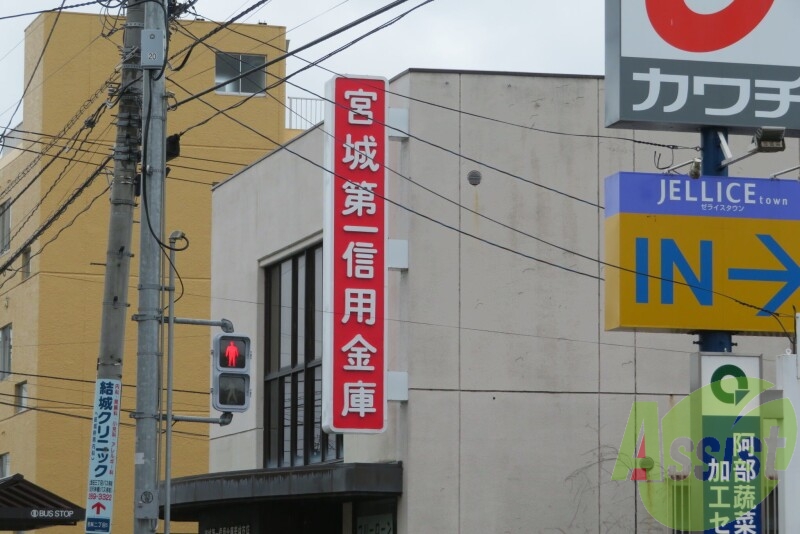 宮城第一信用金庫
カワチ
JELLICE town
ゼライスタウン
IN
阿部蔬菜
加工セ
結城クリニック
BUS STOP
Assist